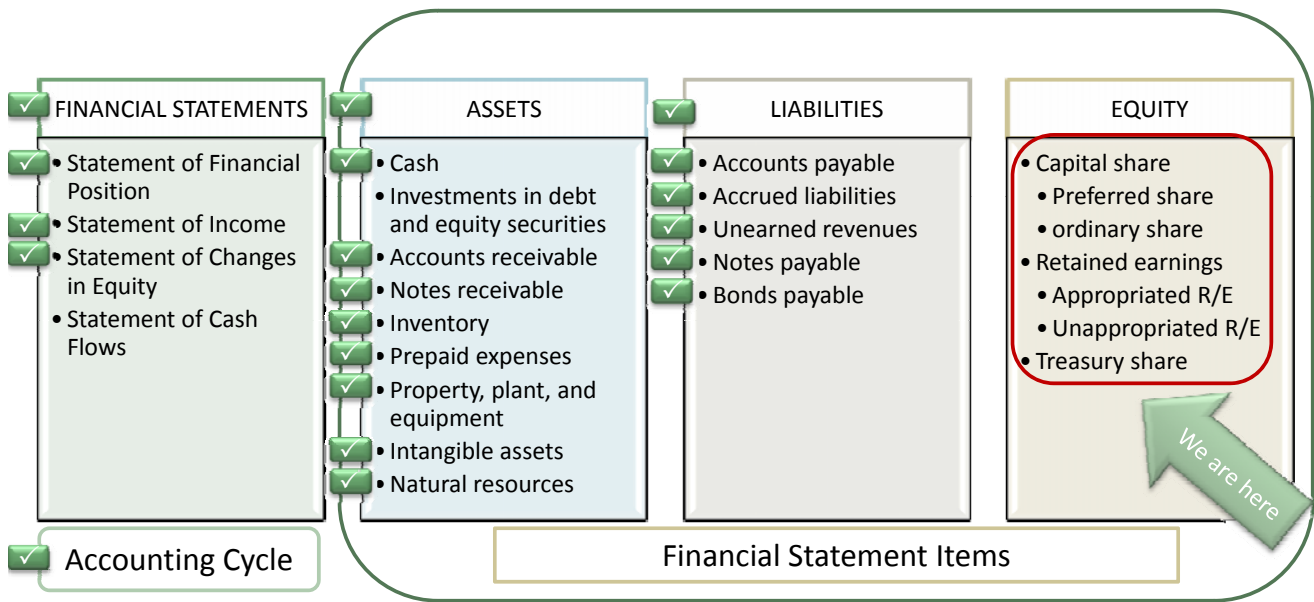 FINANCIAL STATEMENTS
• Statement of Financial
Position
• Statement of Income
• Statement of Changes
in Equity
• Statement of Cash
Flows
ASSETS
• Cash
• Investments in debt
and equity securities
• Accounts receivable
• Notes receivable
• Inventory
• Prepaid expenses
• Property, plant, and
equipment
• Intangible assets
• Natural resources
LIABILITIES
• Accounts payable
• Accrued liabilities
• Unearned revenues
• Notes payable
• Bonds payable
EQUITY
• Capital share
• Preferred share
• ordinary share
• Retained earnings
• Appropriated R/E
• Unappropriated R/E
• Treasury share
We are here
Accounting Cycle
Financial Statement Items